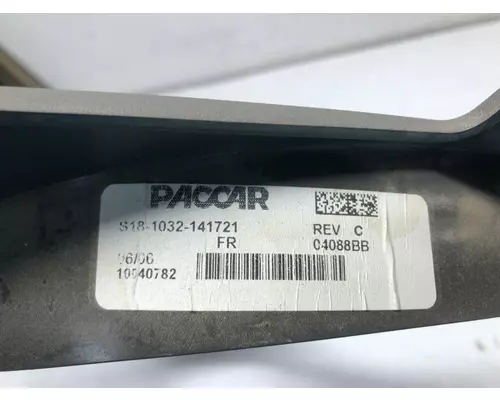 PACCAR
S18-1032-141721 REV C
FR 04088BB
06/06
10540782